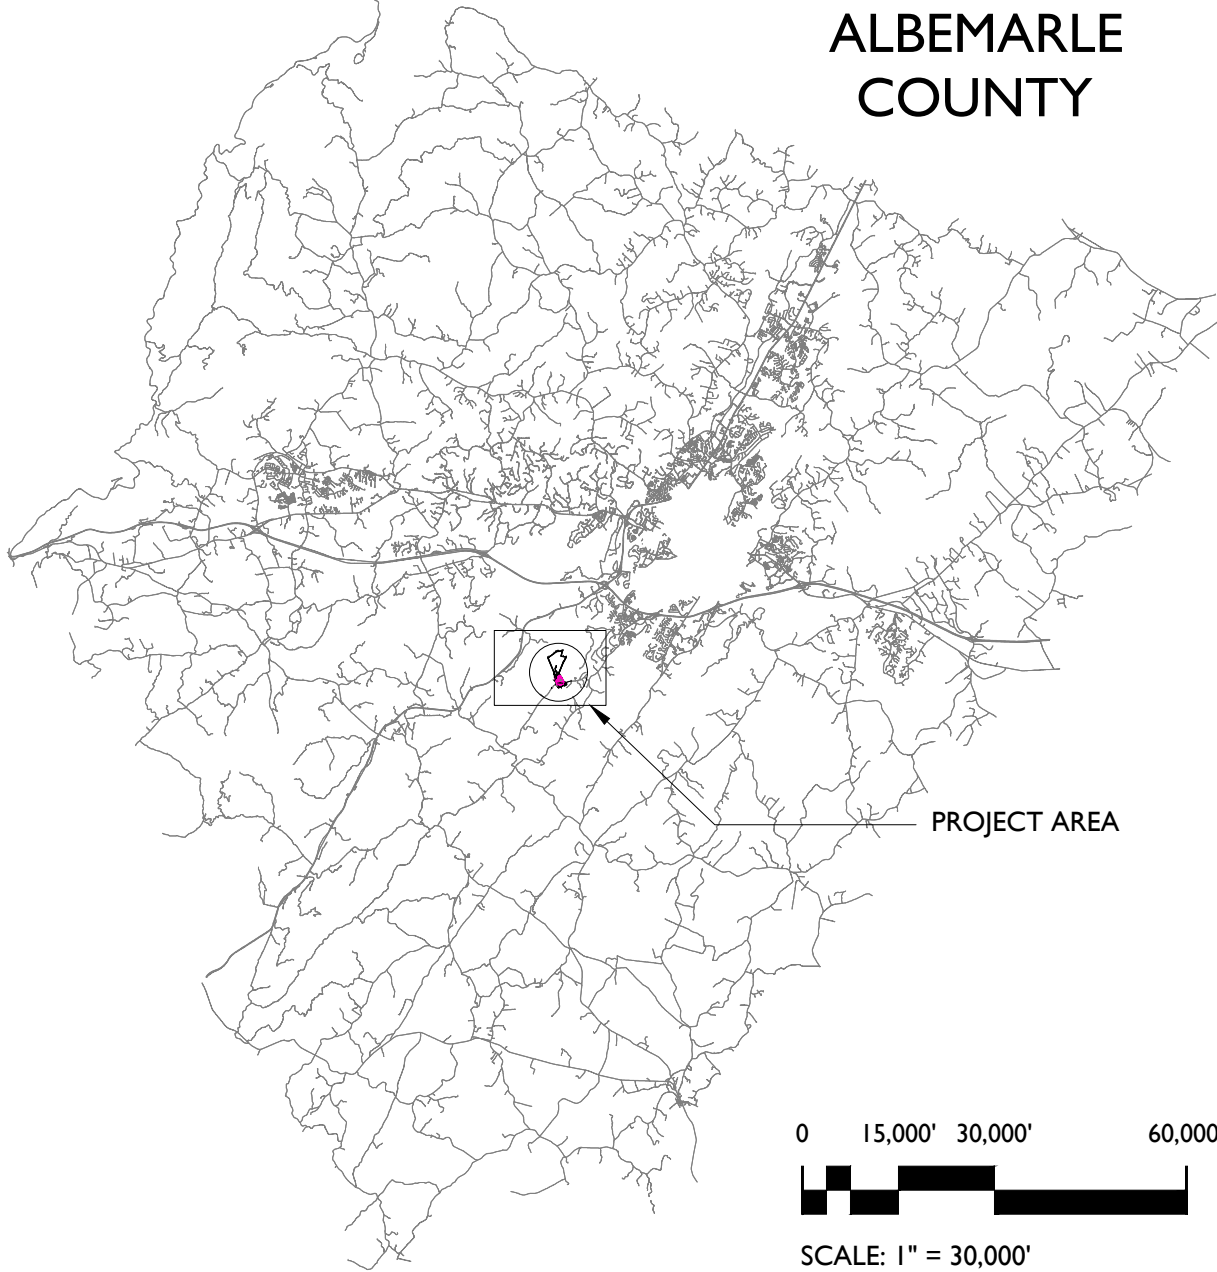 ALBEMARLE
COUNTY
PROJECT AREA
0 15,000' 30,000' 60,000
SCALE: 1" = 30,000'